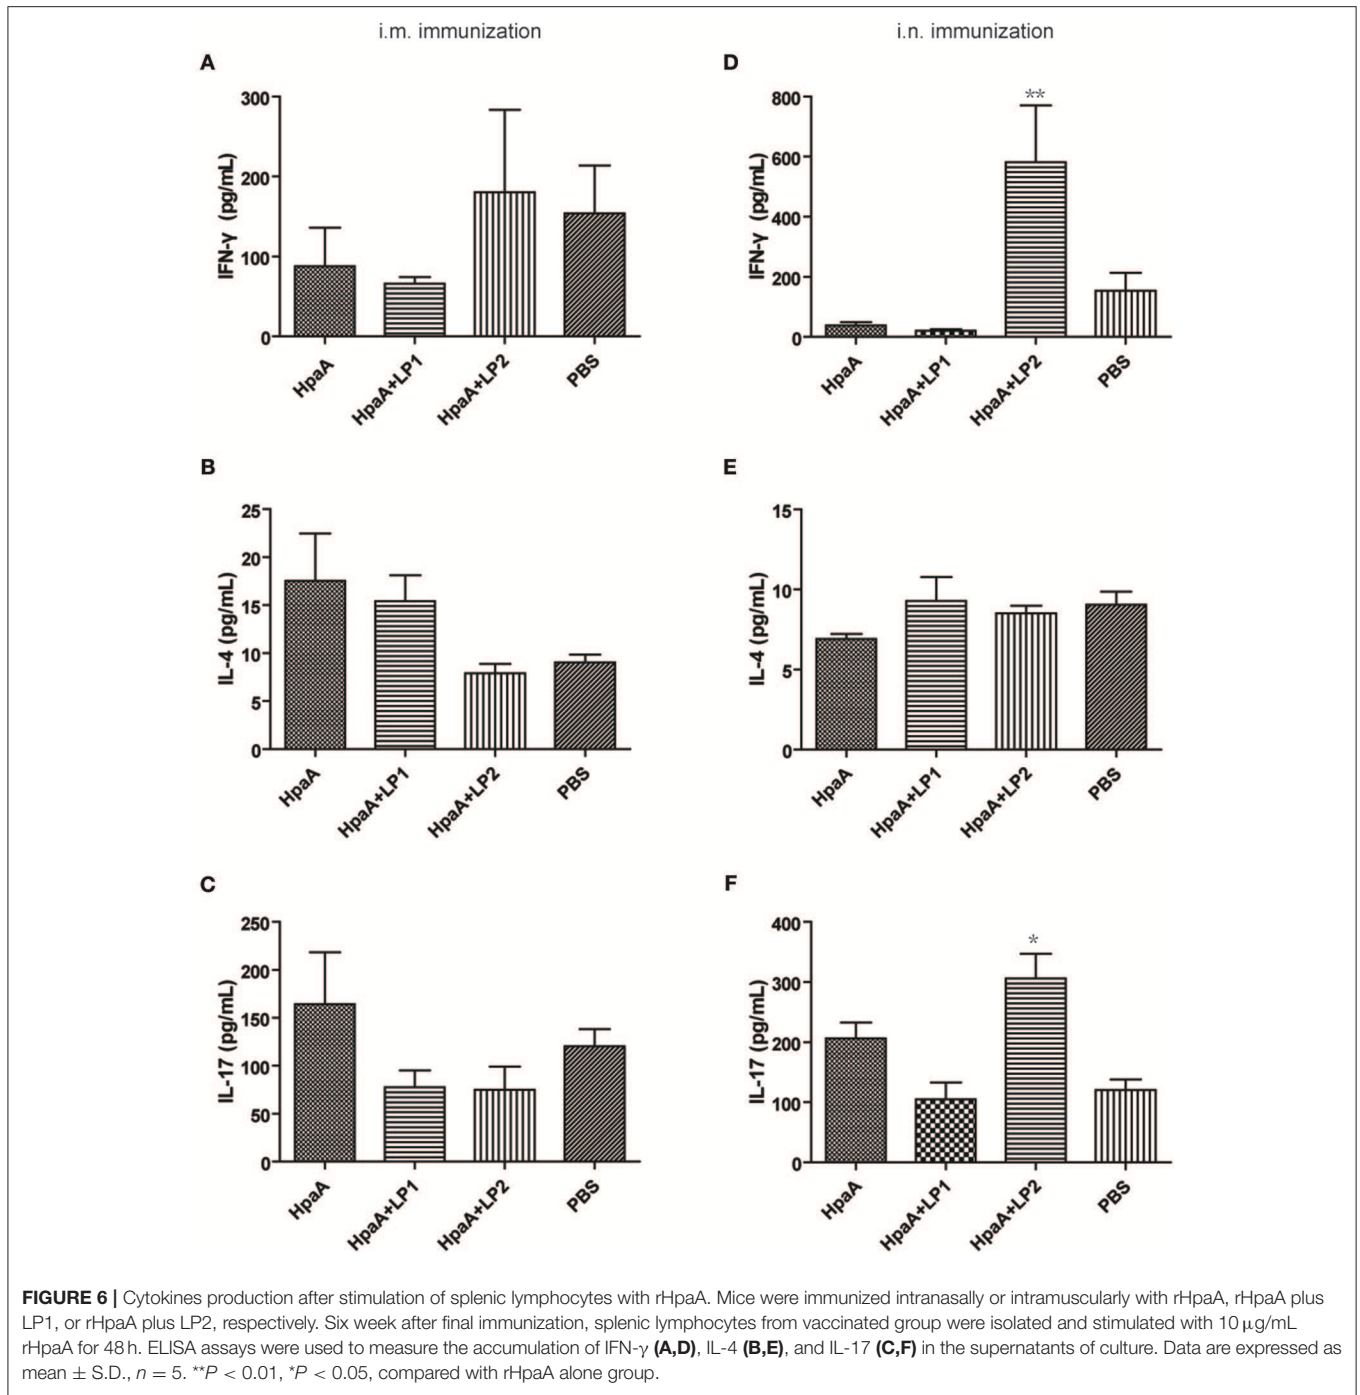 i.m. immunization
i.n. immunization
A
300
200
100
0
IFN-γ (pg/mL)
HpaA
HpaA+LP1
HpaA+LP2
PBS
D
**
800
600
400
200
0
IFN-γ (pg/mL)
HpaA
HpaA+LP1
HpaA+LP2
PBS
B
25
20
15
10
5
0
IL-4 (pg/mL)
HpaA
HpaA+LP1
HpaA+LP2
PBS
E
15
10
5
0
IL-4 (pg/mL)
HpaA
HpaA+LP1
HpaA+LP2
PBS
C
250
200
150
100
50
0
IL-17 (pg/mL)
HpaA
HpaA+LP1
HpaA+LP2
PBS
F
*
400
300
200
100
0
IL-17 (pg/mL)
HpaA
HpaA+LP1
HpaA+LP2
PBS
FIGURE 6 | Cytokines production after stimulation of splenic lymphocytes with rHpaA. Mice were immunized intranasally or intramuscularly with rHpaA, rHpaA plus
LP1, or rHpaA plus LP2, respectively. Six week after final immunization, splenic lymphocytes from vaccinated group were isolated and stimulated with 10 μg/mL
rHpaA for 48 h. ELISA assays were used to measure the accumulation of IFN-γ (A,D), IL-4 (B,E), and IL-17 (C,F) in the supernatants of culture. Data are expressed as
mean ± S.D., n = 5. **P < 0.01, *P < 0.05, compared with rHpaA alone group.